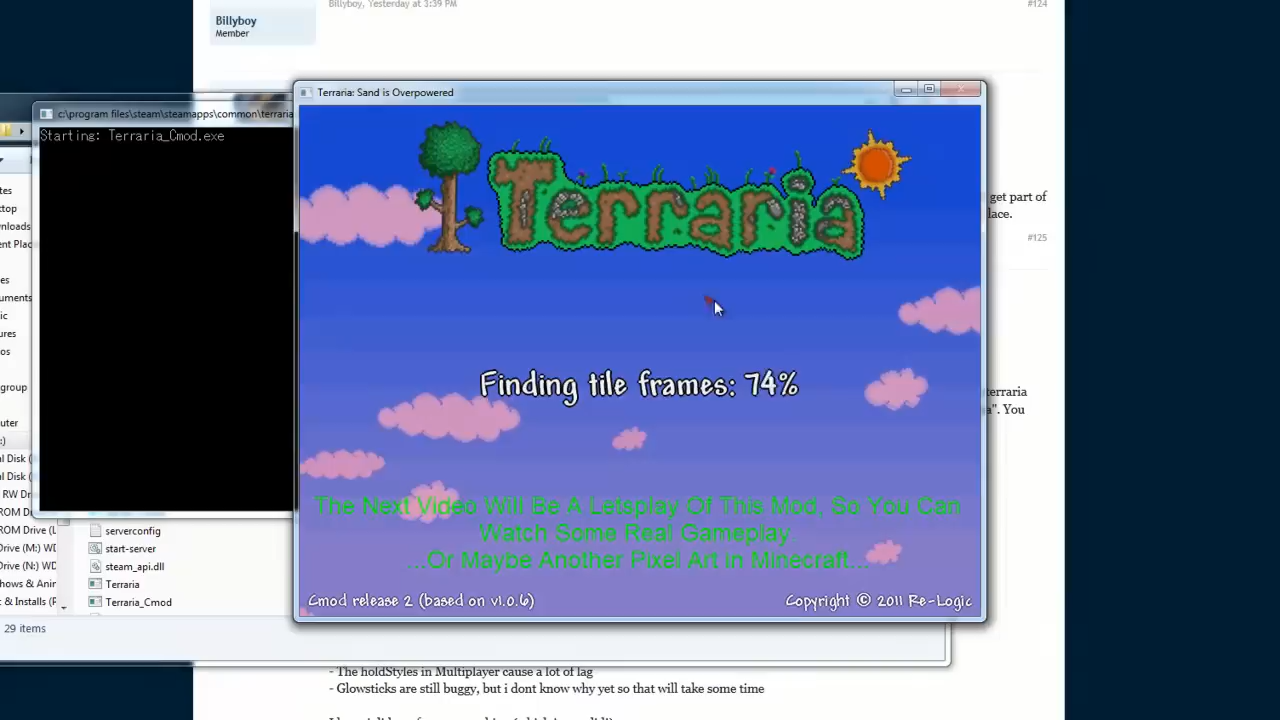 Billyboy, Yesterday at 3:39 PM
#124
Billyboy
Member
Terraria: Sand is Overpowered
c:\program files\steam\steamapps\common\terraria
Starting: Terraria_Cmod.exe
Terraria
get part of
#125
Finding tile frames: 74%
terraria
You
The Next Video Will Be A Letsplay Of This Mod, So You Can
Watch Some Real Gameplay.
...Or Maybe Another Pixel Art In Minecraft...
Cmod release 2 (based on v1.0.6)
Copyright © 2011 Re-Logic
serverconfig
start-server
steam_api.dll
Terraria
Terraria_Cmod
29 items
- The holdStyles in Multiplayer cause a lot of lag
- Glowsticks are still buggy, but i dont know why yet so that will take some time